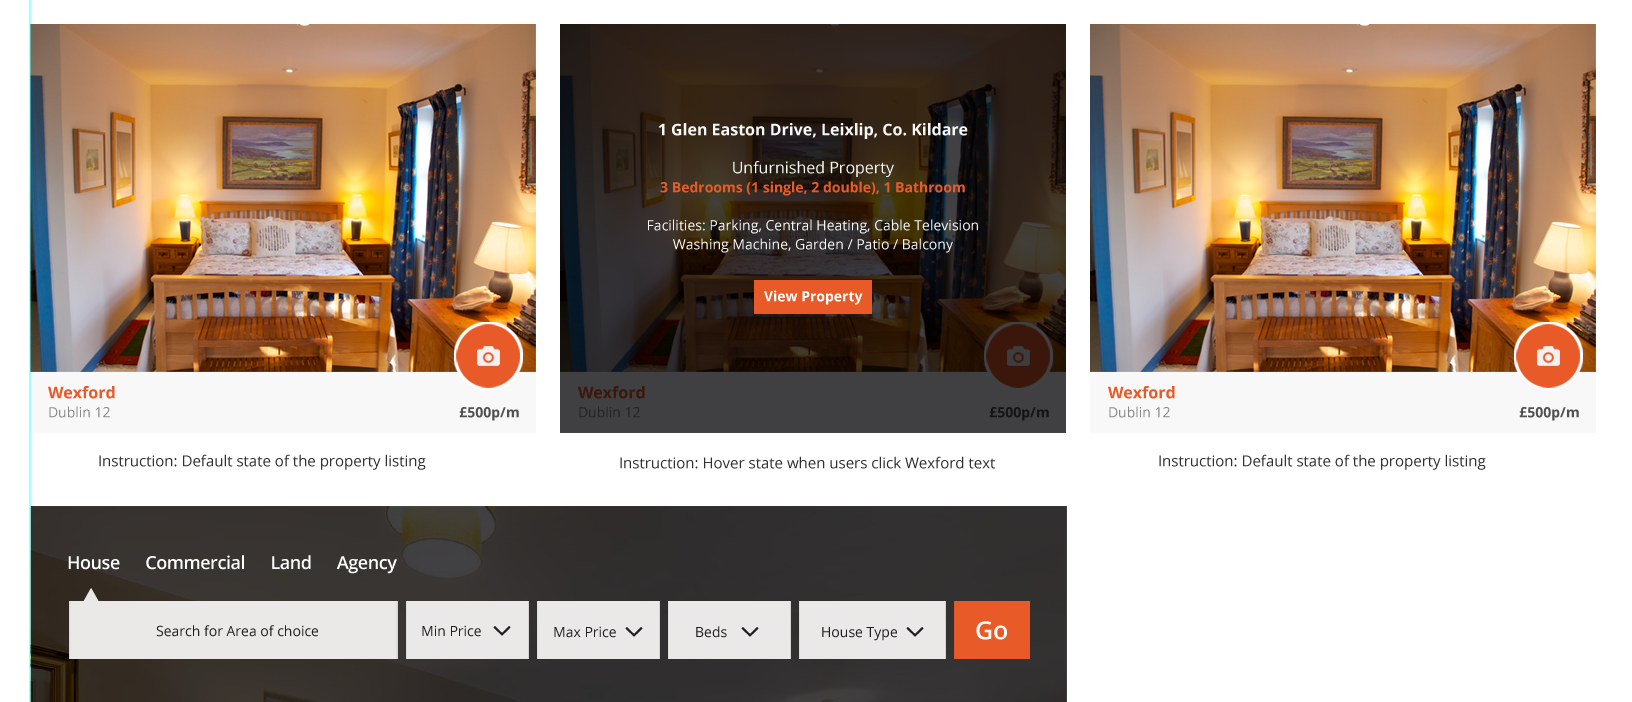 Wexford
Dublin 12
£500p/m
Instruction: Default state of the property listing
1 Glen Easton Drive, Leixlip, Co. Kildare
Unfurnished Property
3 Bedrooms (1 single, 2 double), 1 Bathroom
Facilities: Parking, Central Heating, Cable Television
Washing Machine, Garden / Patio / Balcony
View Property
Wexford
Dublin 12
£500p/m
Instruction: Hover state when users click Wexford text
Wexford
Dublin 12
£500p/m
Instruction: Default state of the property listing
House Commercial Land Agency
Search for Area of choice Min Price Max Price Beds House Type Go